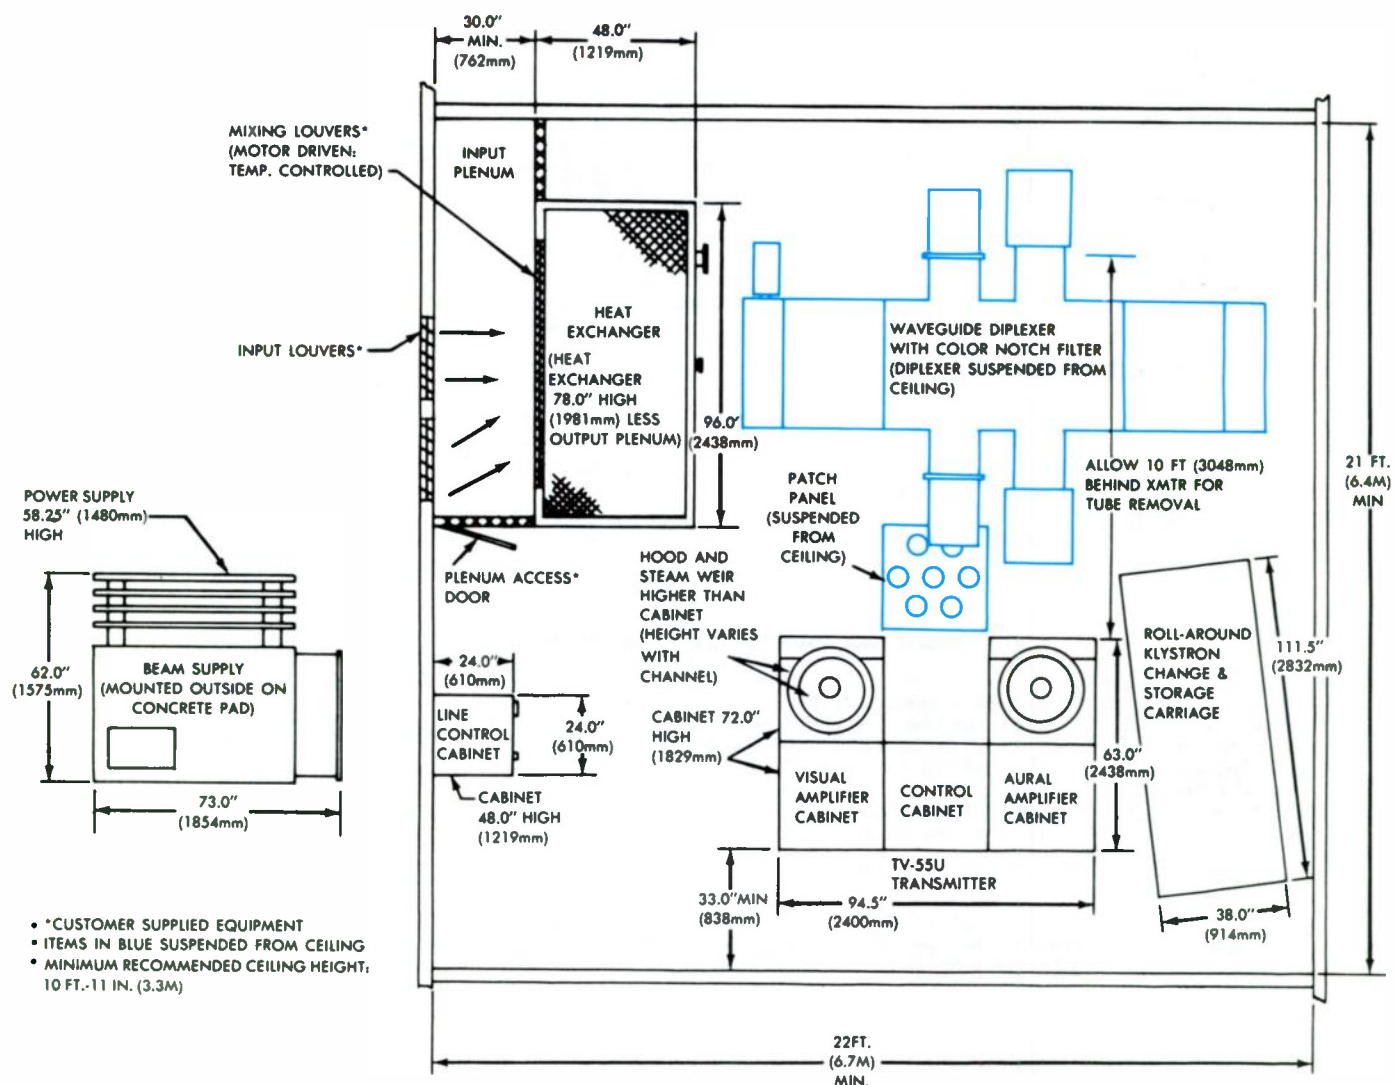 30.0"
MIN.
(762mm)
48.0"
(1219mm)
MIXING LOUVERS*
(MOTOR DRIVEN:
TEMP. CONTROLLED)
INPUT
PLENUM
INPUT LOUVERS*
HEAT
EXCHANGER
(HEAT
EXCHANGER
78.0" HIGH
(1981mm) LESS
OUTPUT PLENUM)
96.0'
(2438mm)
WAVEGUIDE DIPLEXER
WITH COLOR NOTCH FILTER
(DIPLEXER SUSPENDED FROM
CEILING)
ALLOW 10 FT (3048mm)
BEHIND XMTR FOR
TUBE REMOVAL
21 FT.
(6.4M)
MIN
PATCH
PANEL
(SUSPENDED
FROM
CEILING)
POWER SUPPLY
58.25" (1480mm)
HIGH
PLENUM ACCESS*
DOOR
HOOD AND
STEAM WEIR
HIGHER THAN
CABINET
(HEIGHT VARIES
WITH
CHANNEL)
62.0"
(1575mm)
BEAM SUPPLY
(MOUNTED OUTSIDE ON
CONCRETE PAD)
73.0"
(1854mm)
24.0"
(610mm)
LINE
CONTROL
CABINET
24.0"
(610mm)
CABINET
48.0" HIGH
(1219mm)
CABINET 72.0"
HIGH
(1829mm)
VISUAL
AMPLIFIER
CABINET
CONTROL
CABINET
AURAL
AMPLIFIER
CABINET
63.0"
(2438mm)
ROLL-AROUND
KLYSTRON
CHANGE &
STORAGE
CARRIAGE
111.5"
(2832mm)
38.0"
(914mm)
TV-55U
TRANSMITTER
33.0"MIN
(838mm)
94.5"
(2400mm)
• *CUSTOMER SUPPLIED EQUIPMENT
• ITEMS IN BLUE SUSPENDED FROM CEILING
• MINIMUM RECOMMENDED CEILING HEIGHT:
10 FT.-11 IN. (3.3M)
22FT.
(6.7M)
MIN.